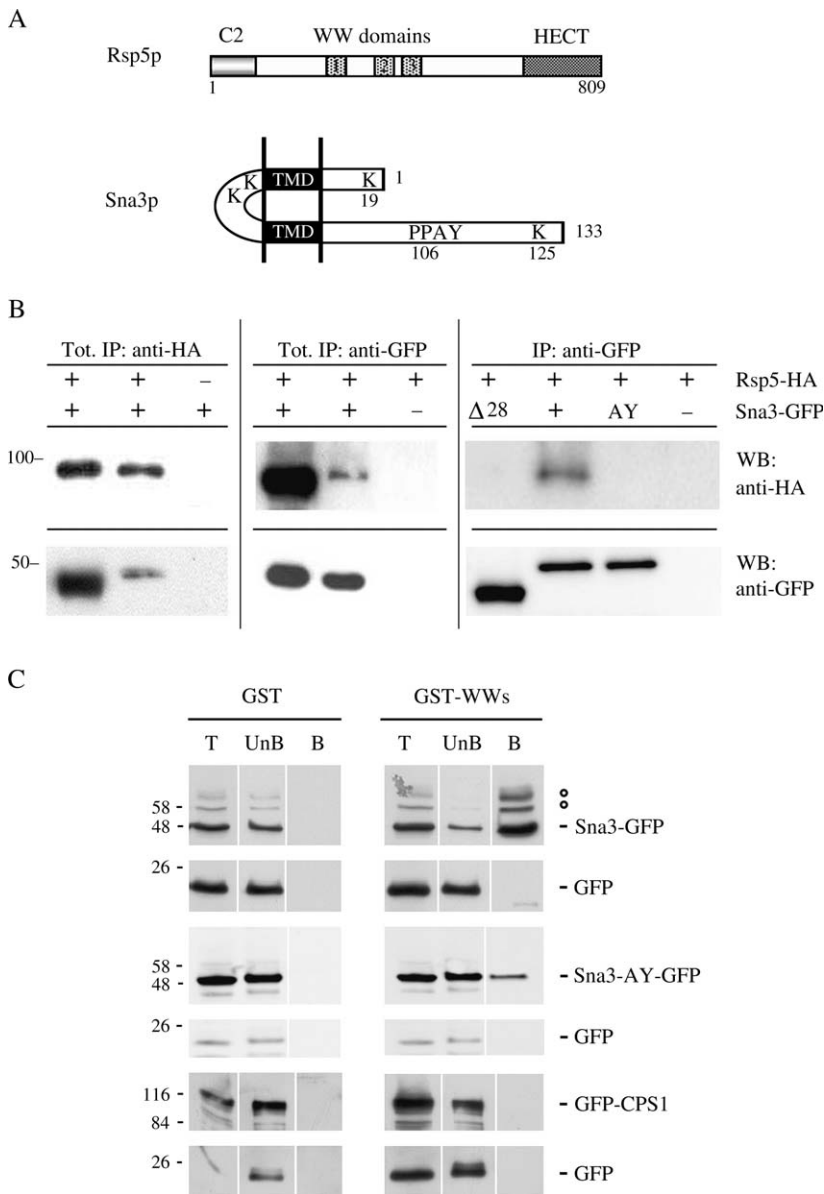 A
C2 WW domains HECT
Rsp5p 1 2 3
1 809
K TMD K 1
K 19
Sna3p
TMD PPAY K 133
106 125
B
Tot. IP: anti-HA Tot. IP: anti-GFP IP: anti-GFP
+ + – + + + + + + + Rsp5-HA
+ + + + + – Δ28 + AY – Sna3-GFP
100– WB:
anti-HA
50– WB:
anti-GFP
C
GST GST-WWs
T UnB B T UnB B
58 -
48 - - Sna3-GFP
26 -
- GFP
58 -
48 - - Sna3-AY-GFP
26 -
- GFP
116 - - GFP-CPS1
84 -
26 - - GFP